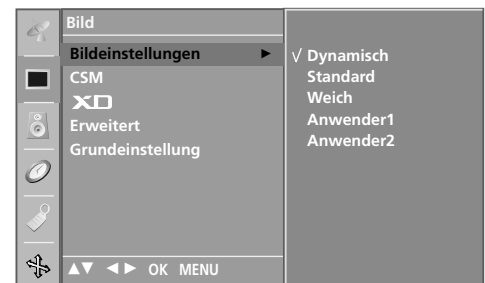 Bild
Bildeinstellungen ►
CSM
XD
Erweitert
Grundeinstellung
▲▼ ◄► OK MENU
√ Dynamisch
Standard
Weich
Anwender1
Anwender2